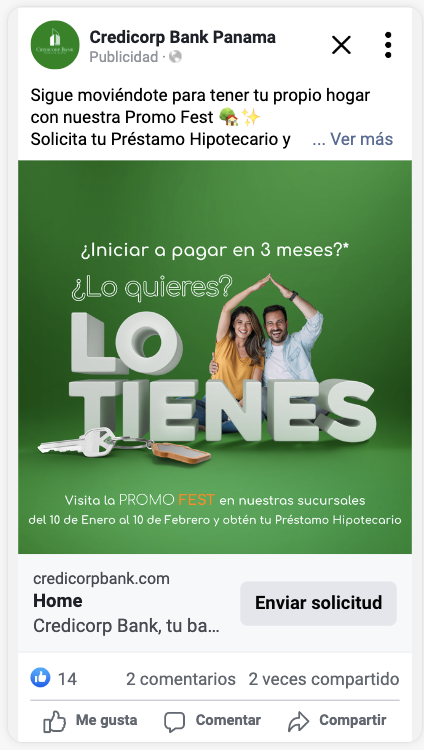 Credicorp Bank Panama
Publicidad ·
Sigue moviéndote para tener tu propio hogar
con nuestra Promo Fest 🏡✨
Solicita tu Préstamo Hipotecario y ... Ver más
¿Iniciar a pagar en 3 meses?*
¿Lo quieres?
LO
TIENES
Visita la PROMO FEST en nuestras sucursales
del 10 de Enero al 10 de Febrero y obtén tu Préstamo Hipotecario
credicorpbank.com
Home
Credicorp Bank, tu ba...
Enviar solicitud
14
2 comentarios 2 veces compartido
Me gusta Comentar Compartir